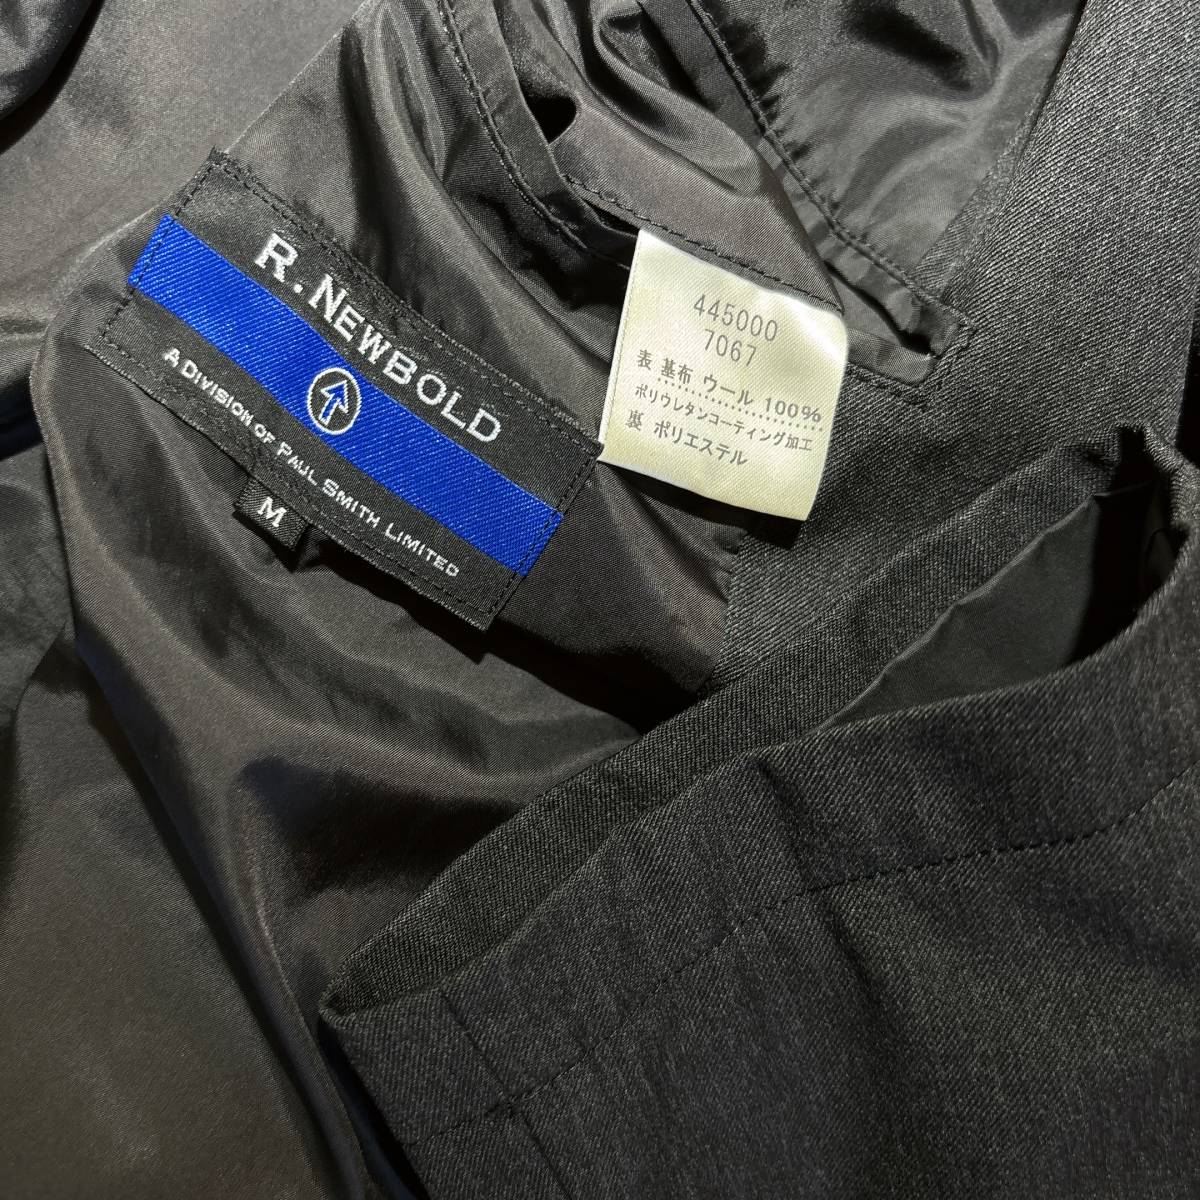 R. NEWBOLD
A DIVISION OF PAUL SMITH LIMITED
M
445000
7067
表 基布 ウール 100%
ポリウレタンコーティング加工
裏 ポリエステル